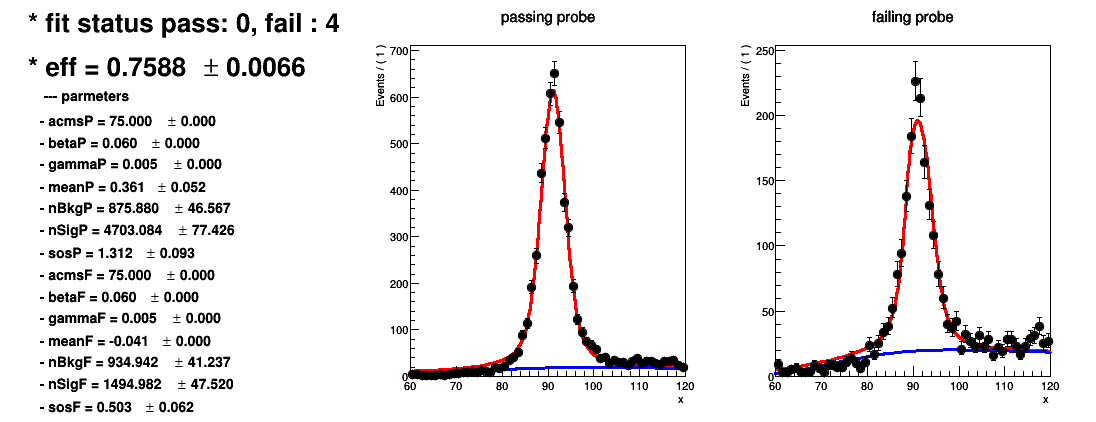 * fit status pass: 0, fail : 4
* eff = 0.7588 ± 0.0066
--- parmeters
- acmsP = 75.000 ± 0.000
- betaP = 0.060 ± 0.000
- gammaP = 0.005 ± 0.000
- meanP = 0.361 ± 0.052
- nBkgP = 875.880 ± 46.567
- nSigP = 4703.084 ± 77.426
- sosP = 1.312 ± 0.093
- acmsF = 75.000 ± 0.000
- betaF = 0.060 ± 0.000
- gammaF = 0.005 ± 0.000
- meanF = -0.041 ± 0.000
- nBkgF = 934.942 ± 41.237
- nSigF = 1494.982 ± 47.520
- sosF = 0.503 ± 0.062
passing probe
Events / ( 1 )
700
600
500
400
300
200
100
0
60 70 80 90 100 110 120
x
failing probe
Events / ( 1 )
250
200
150
100
50
0
60 70 80 90 100 110 120
x